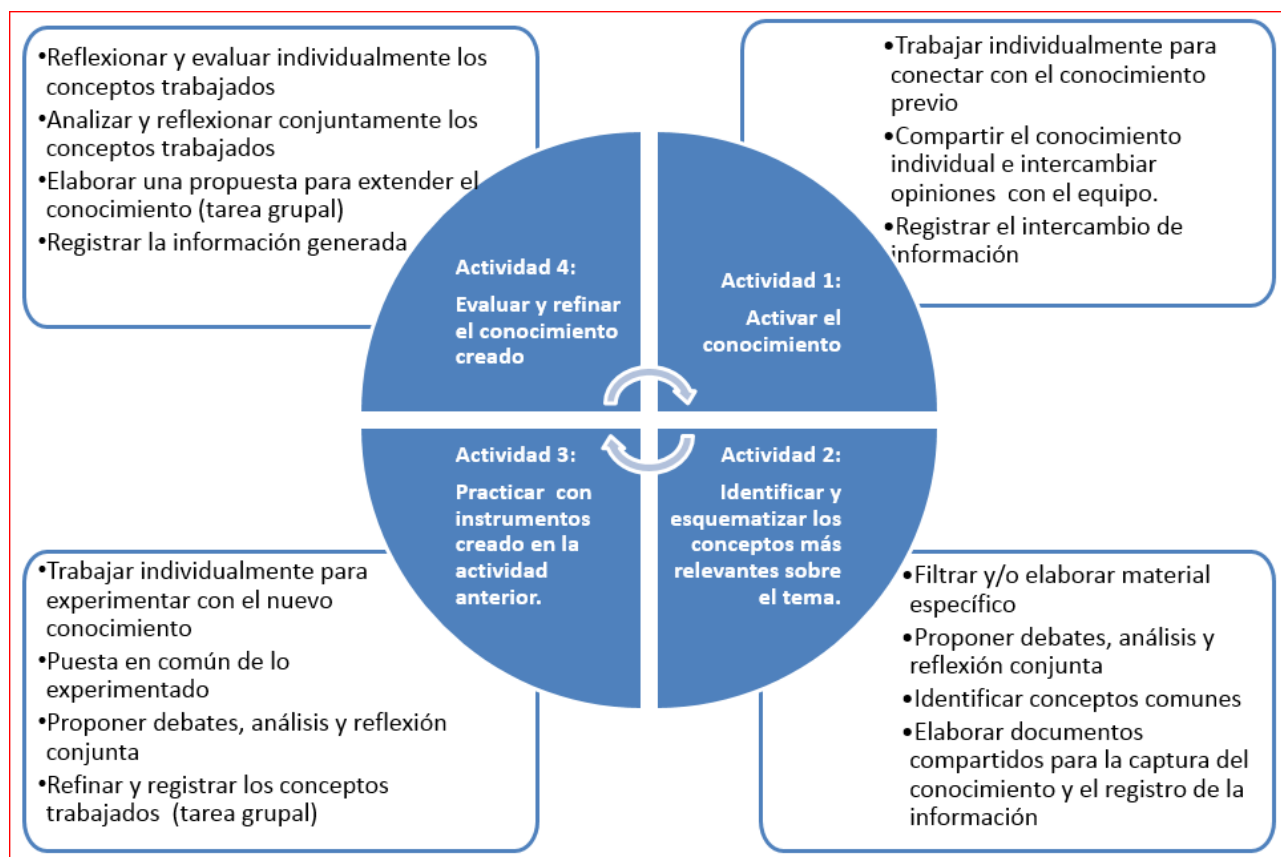 •Reflexionar y evaluar individualmente los
conceptos trabajados
•Analizar y reflexionar conjuntamente los
conceptos trabajados
•Elaborar una propuesta para extender el
conocimiento (tarea grupal)
•Registrar la información generada
•Trabajar individualmente para
conectar con el conocimiento
previo
•Compartir el conocimiento
individual e intercambiar
opiniones con el equipo.
•Registrar el intercambio de
información
Actividad 4:
Evaluar y refinar
el conocimiento
creado
Actividad 1:
Activar el
conocimiento
Actividad 3:
Practicar con
instrumentos
creado en la
actividad
anterior.
Actividad 2:
Identificar y
esquematizar los
conceptos más
relevantes sobre
el tema.
•Trabajar individualmente para
experimentar con el nuevo
conocimiento
•Puesta en común de lo
experimentado
•Proponer debates, análisis y reflexión
conjunta
•Refinar y registrar los conceptos
trabajados (tarea grupal)
•Filtrar y/o elaborar material
específico
•Proponer debates, análisis y
reflexión conjunta
•Identificar conceptos comunes
•Elaborar documentos
compartidos para la captura del
conocimiento y el registro de la
información